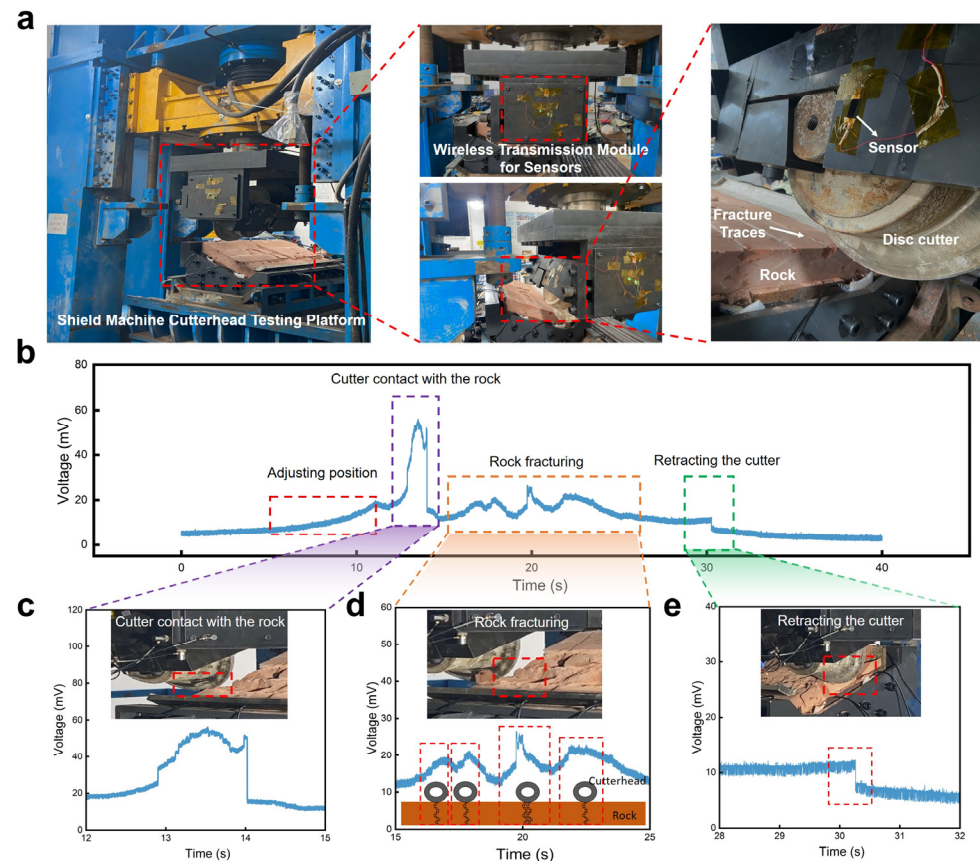 a
Shield Machine Cutterhead Testing Platform
Wireless Transmission Module
for Sensors
Sensor
Fracture
Traces
Disc cutter
Rock
b
Voltage (mV)
80
60
40
20
0
Cutter contact with the rock
Adjusting position
Rock fracturing
Retracting the cutter
0 10 20 30 40
Time (s)
c
Voltage (mV)
120
100
80
60
40
20
0
Cutter contact with the rock
12 13 14 15
Time (s)
d
Voltage (mV)
60
50
40
30
20
10
0
Rock fracturing
Cutterhead
Rock
15 20 25
Time (s)
e
Voltage (mV)
40
30
20
10
0
Retracting the cutter
28 29 30 31 32
Time (s)